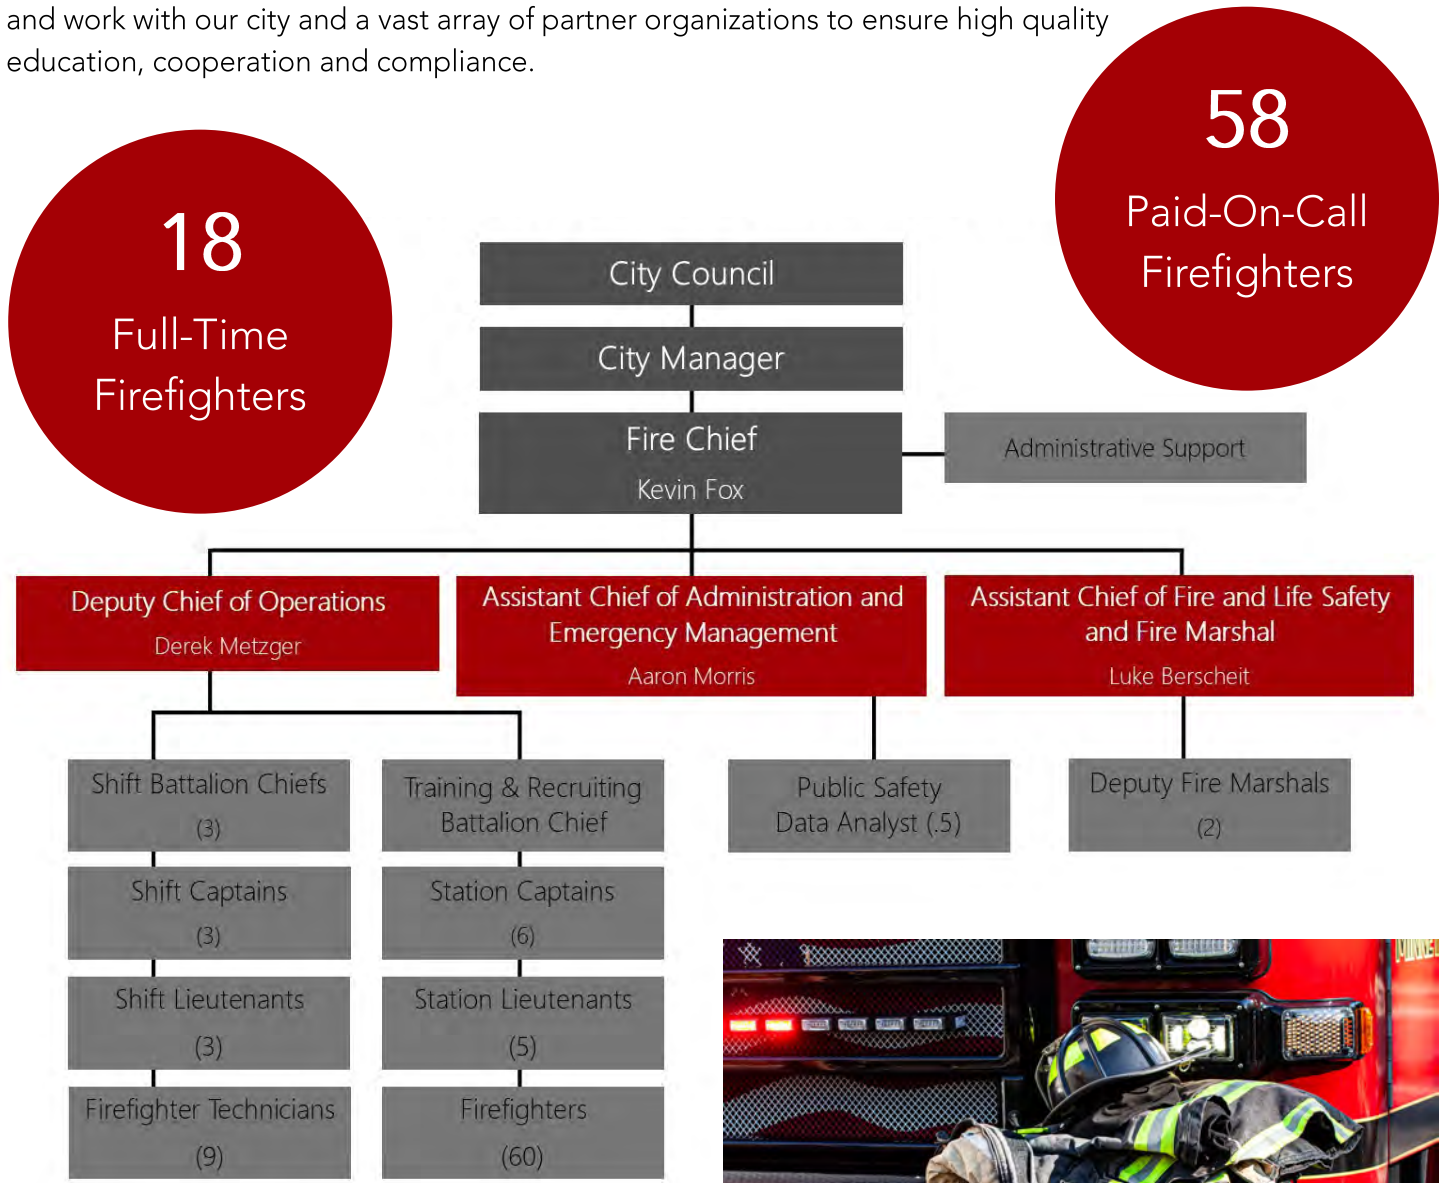 and work with our city and a vast array of partner organizations to ensure high quality
education, cooperation and compliance.
58
Paid-On-Call
Firefighters
18
Full-Time
Firefighters
City Council
City Manager
Fire Chief
Kevin Fox
Administrative Support
Deputy Chief of Operations
Derek Metzger
Assistant Chief of Administration and
Emergency Management
Aaron Morris
Assistant Chief of Fire and Life Safety
and Fire Marshal
Luke Berscheit
Shift Battalion Chiefs
(3)
Training & Recruiting
Battalion Chief
Public Safety
Data Analyst (.5)
Deputy Fire Marshals
(2)
Shift Captains
(3)
Station Captains
(6)
Shift Lieutenants
(3)
Station Lieutenants
(5)
Firefighter Technicians
(9)
Firefighters
(60)